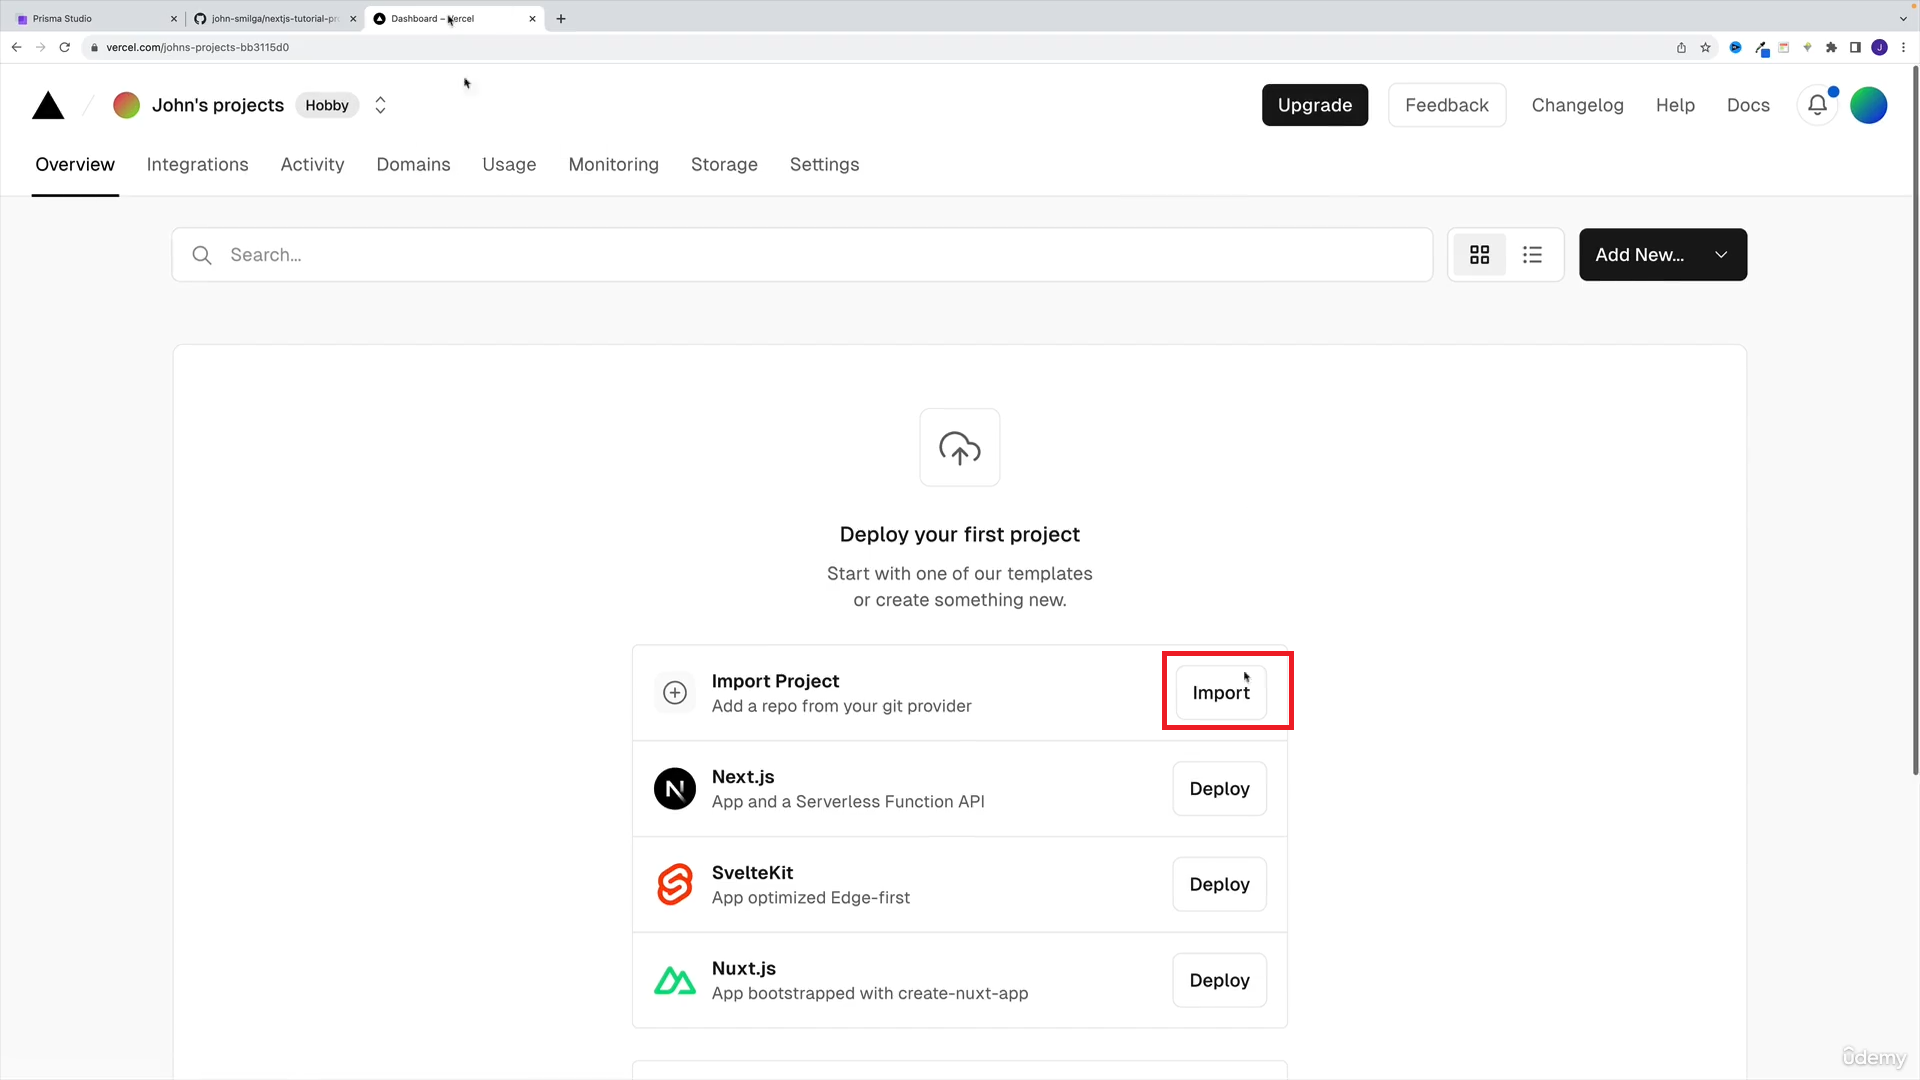 Prisma Studio
john-smilga/nextjs-tutorial-pr
Dashboard – Vercel
vercel.com/johns-projects-bb3115d0
J
John's projects Hobby
Upgrade Feedback Changelog Help Docs
Overview Integrations Activity Domains Usage Monitoring Storage Settings
Search...
Add New...
Deploy your first project
Start with one of our templates
or create something new.
Import Project
Add a repo from your git provider
Import
Next.js
App and a Serverless Function API
Deploy
SvelteKit
App optimized Edge-first
Deploy
Nuxt.js
App bootstrapped with create-nuxt-app
Deploy
ûdemy